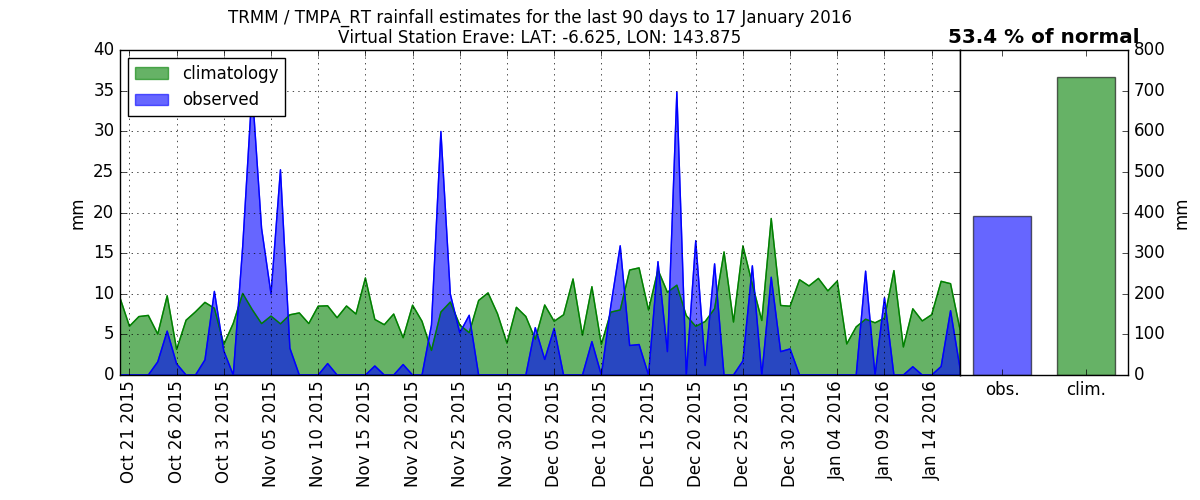 TRMM / TMPA_RT rainfall estimates for the last 90 days to 17 January 2016
Virtual Station Erave: LAT: -6.625, LON: 143.875
53.4 % of normal
climatology
observed
mm
40
35
30
25
20
15
10
5
0
Oct 21 2015
Oct 26 2015
Oct 31 2015
Nov 05 2015
Nov 10 2015
Nov 15 2015
Nov 20 2015
Nov 25 2015
Nov 30 2015
Dec 05 2015
Dec 10 2015
Dec 15 2015
Dec 20 2015
Dec 25 2015
Dec 30 2015
Jan 04 2016
Jan 09 2016
Jan 14 2016
obs.
clim.
800
700
600
500
400
300
200
100
0
mm